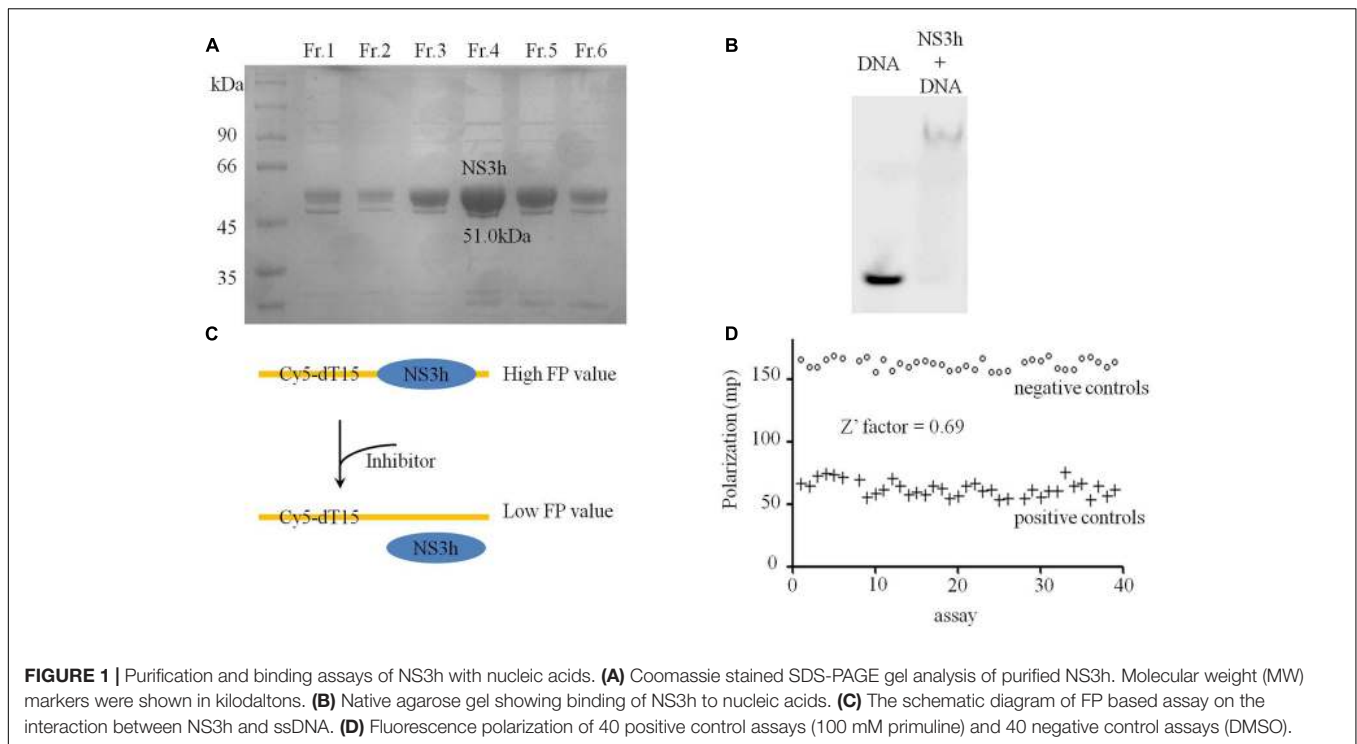 A
Fr.1 Fr.2 Fr.3 Fr.4 Fr.5 Fr.6
kDa
90
66
45
35
NS3h
51.0kDa
B
DNA
NS3h
+
DNA
C
Cy5-dT15 NS3h High FP value
Inhibitor
Cy5-dT15 Low FP value
NS3h
D
Polarization (mp)
150
100
50
0
negative controls
Z` factor = 0.69
positive controls
0 10 20 30 40
assay
FIGURE 1 | Purification and binding assays of NS3h with nucleic acids. (A) Coomassie stained SDS-PAGE gel analysis of purified NS3h. Molecular weight (MW)
markers were shown in kilodaltons. (B) Native agarose gel showing binding of NS3h to nucleic acids. (C) The schematic diagram of FP based assay on the
interaction between NS3h and ssDNA. (D) Fluorescence polarization of 40 positive control assays (100 mM primuline) and 40 negative control assays (DMSO).